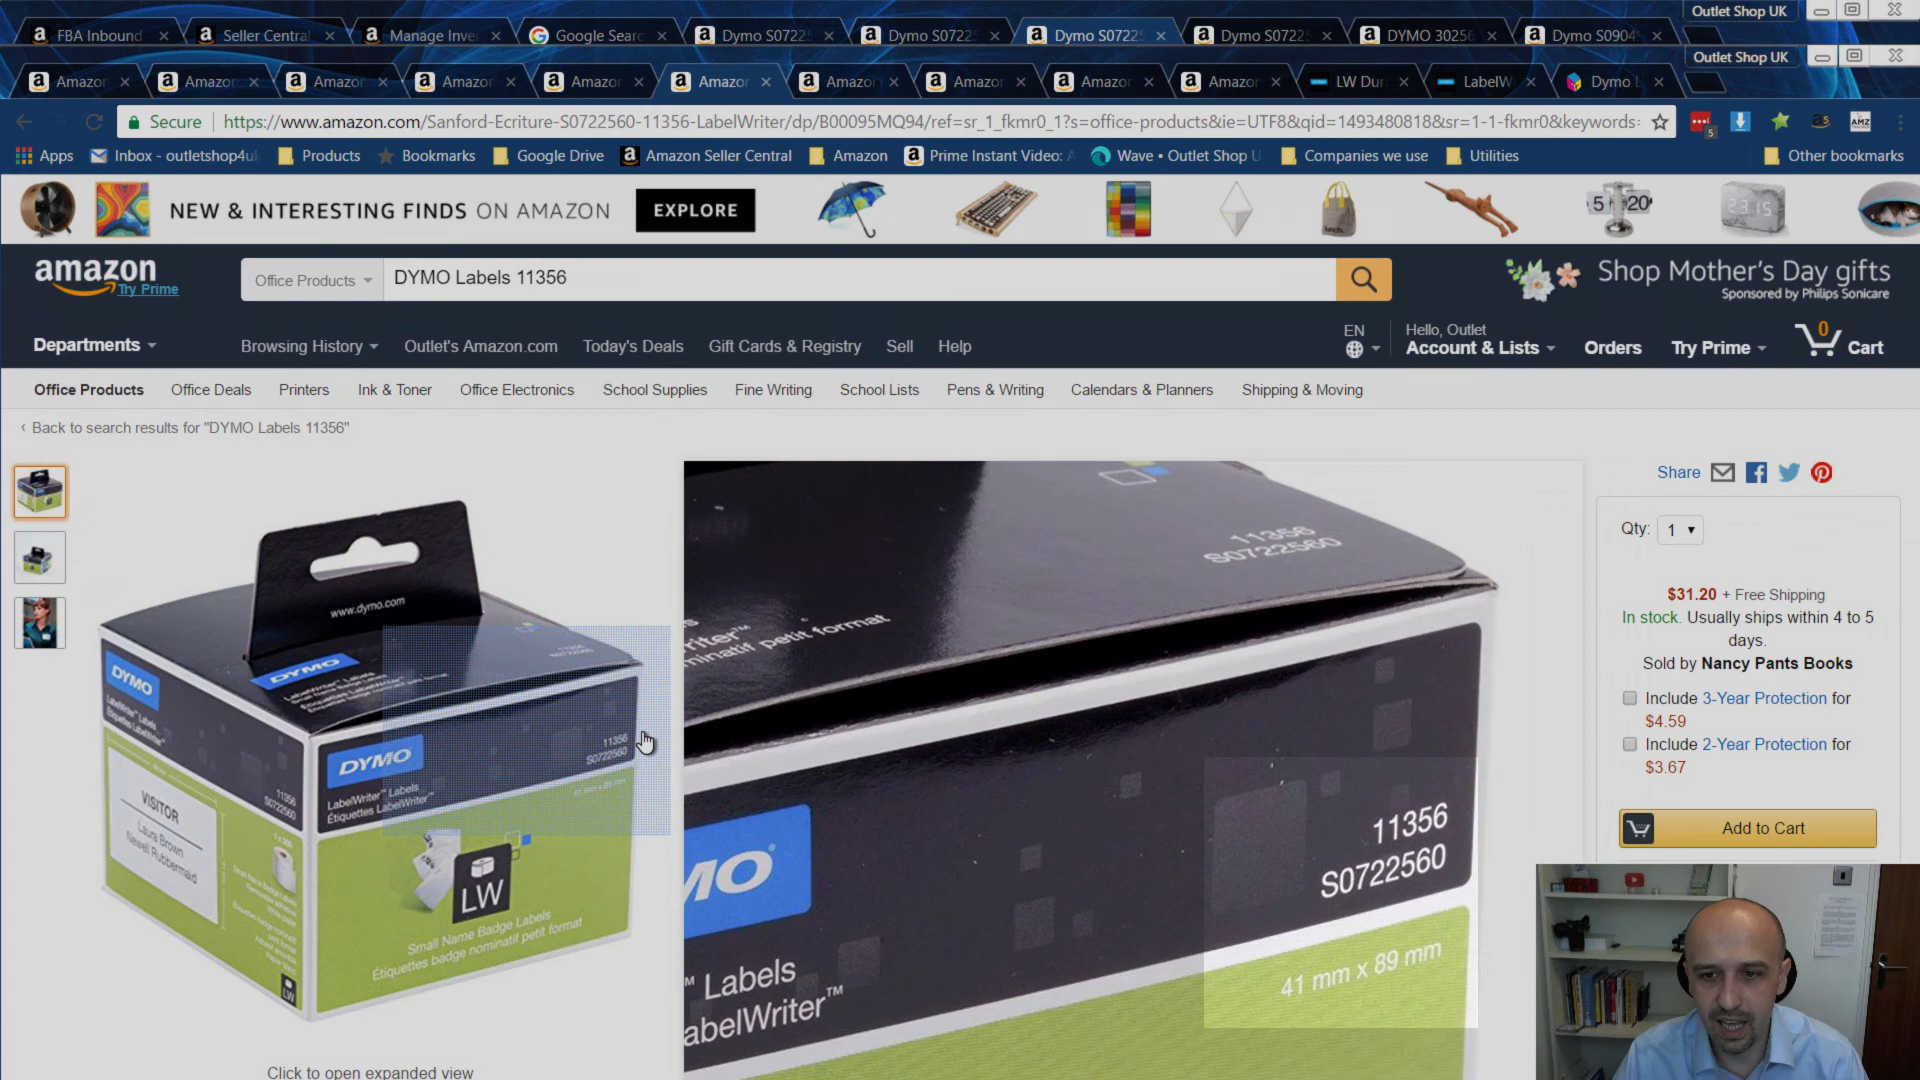 FBA Inbound
Seller Central
Manage Inve
Google Searc
Dymo S0722
Dymo S0722
Dymo S0722
Dymo S0722
DYMO 30256
Dymo S0904
Outlet Shop UK
Amazon
Amazon
Amazon
Amazon
Amazon
Amazon
Amazon
Amazon
Amazon
Amazon
LW Dur
LabelW
Dymo L
Outlet Shop UK
Secure
https://www.amazon.com/Sanford-Ecriture-S0722560-11356-LabelWriter/dp/B00095MQ94/ref=sr_1_fkmr0_1?s=office-products&ie=UTF8&qid=1493480818&sr=1-1-fkmr0&keywords=
Apps
Inbox - outletshop4u
Products
Bookmarks
Google Drive
Amazon Seller Central
Amazon
Prime Instant Video: A
Wave • Outlet Shop U
Companies we use
Utilities
Other bookmarks
NEW & INTERESTING FINDS ON AMAZON
EXPLORE
amazon
Try Prime
Office Products
DYMO Labels 11356
Shop Mother's Day gifts
Sponsored by Philips Sonicare
Departments
Browsing History
Outlet's Amazon.com
Today's Deals
Gift Cards & Registry
Sell
Help
EN
Hello, Outlet
Account & Lists
Orders
Try Prime
0
Cart
Office Products
Office Deals
Printers
Ink & Toner
Office Electronics
School Supplies
Fine Writing
School Lists
Pens & Writing
Calendars & Planners
Shipping & Moving
‹ Back to search results for "DYMO Labels 11356"
www.dymo.com
DYMO
DYMO
LabelWriter™ Labels
Étiquettes LabelWriter™
11356
S0722560
41 mm x 89 mm
VISITOR
Laura Brown
Newell Rubbermaid
11356
S0722560
LW
Small Name Badge Labels
Étiquettes badge nominatif petit format
LW
Click to open expanded view
11356
S0722560
riter™
minatif petit format
MO
11356
S0722560
41 mm x 89 mm
™ Labels
abelWriter™
Share
Qty: 1
$31.20 + Free Shipping
In stock. Usually ships within 4 to 5
days.
Sold by Nancy Pants Books
Include 3-Year Protection for
$4.59
Include 2-Year Protection for
$3.67
Add to Cart